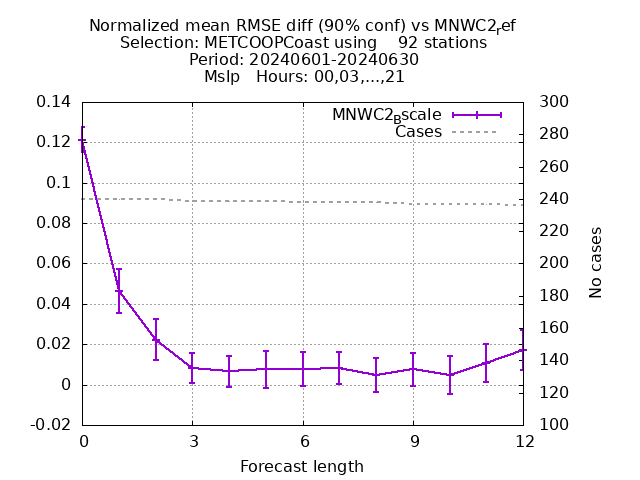 Normalized mean RMSE diff (90% conf) vs MNWC2ref
Selection: METCOOPCoast using    92 stations
Period: 20240601-20240630
Mslp   Hours: 00,03,...,21
MNWC2Bscale
Cases
0.14
0.12
0.1
0.08
0.06
0.04
0.02
0
-0.02
300
280
260
240
220
200
180
160
140
120
100
No cases
0 3 6 9 12
Forecast length